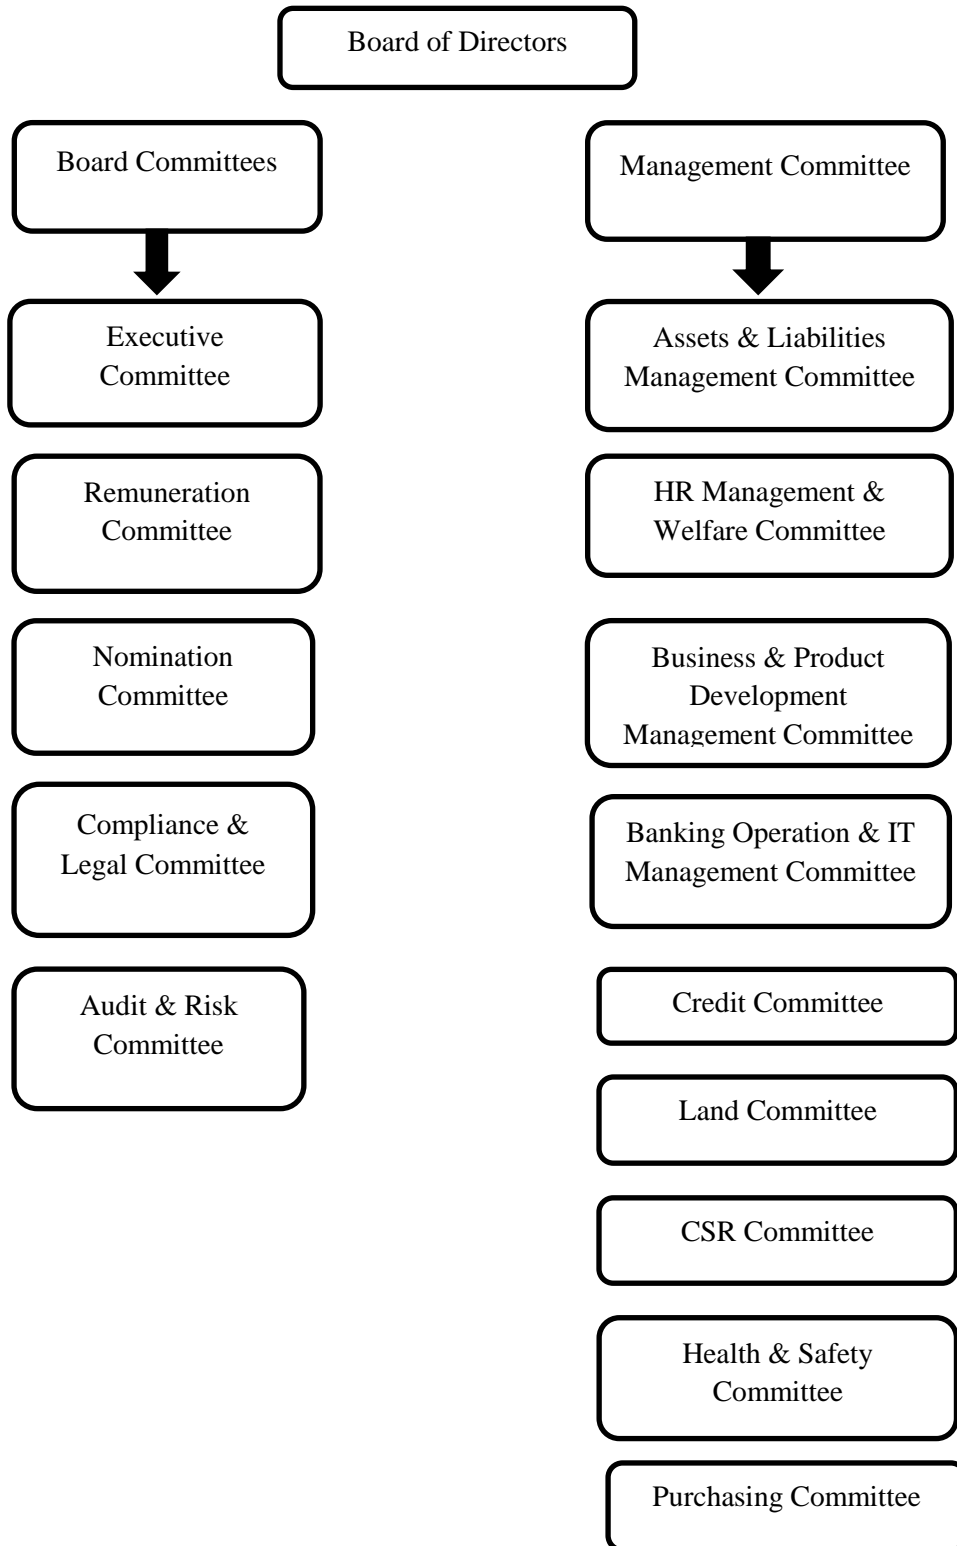 Board of Directors
Board Committees
Executive
Committee
Remuneration
Committee
Nomination
Committee
Compliance &
Legal Committee
Audit & Risk
Committee
Management Committee
Assets & Liabilities
Management Committee
HR Management &
Welfare Committee
Business & Product
Development
Management Committee
Banking Operation & IT
Management Committee
Credit Committee
Land Committee
CSR Committee
Health & Safety
Committee
Purchasing Committee